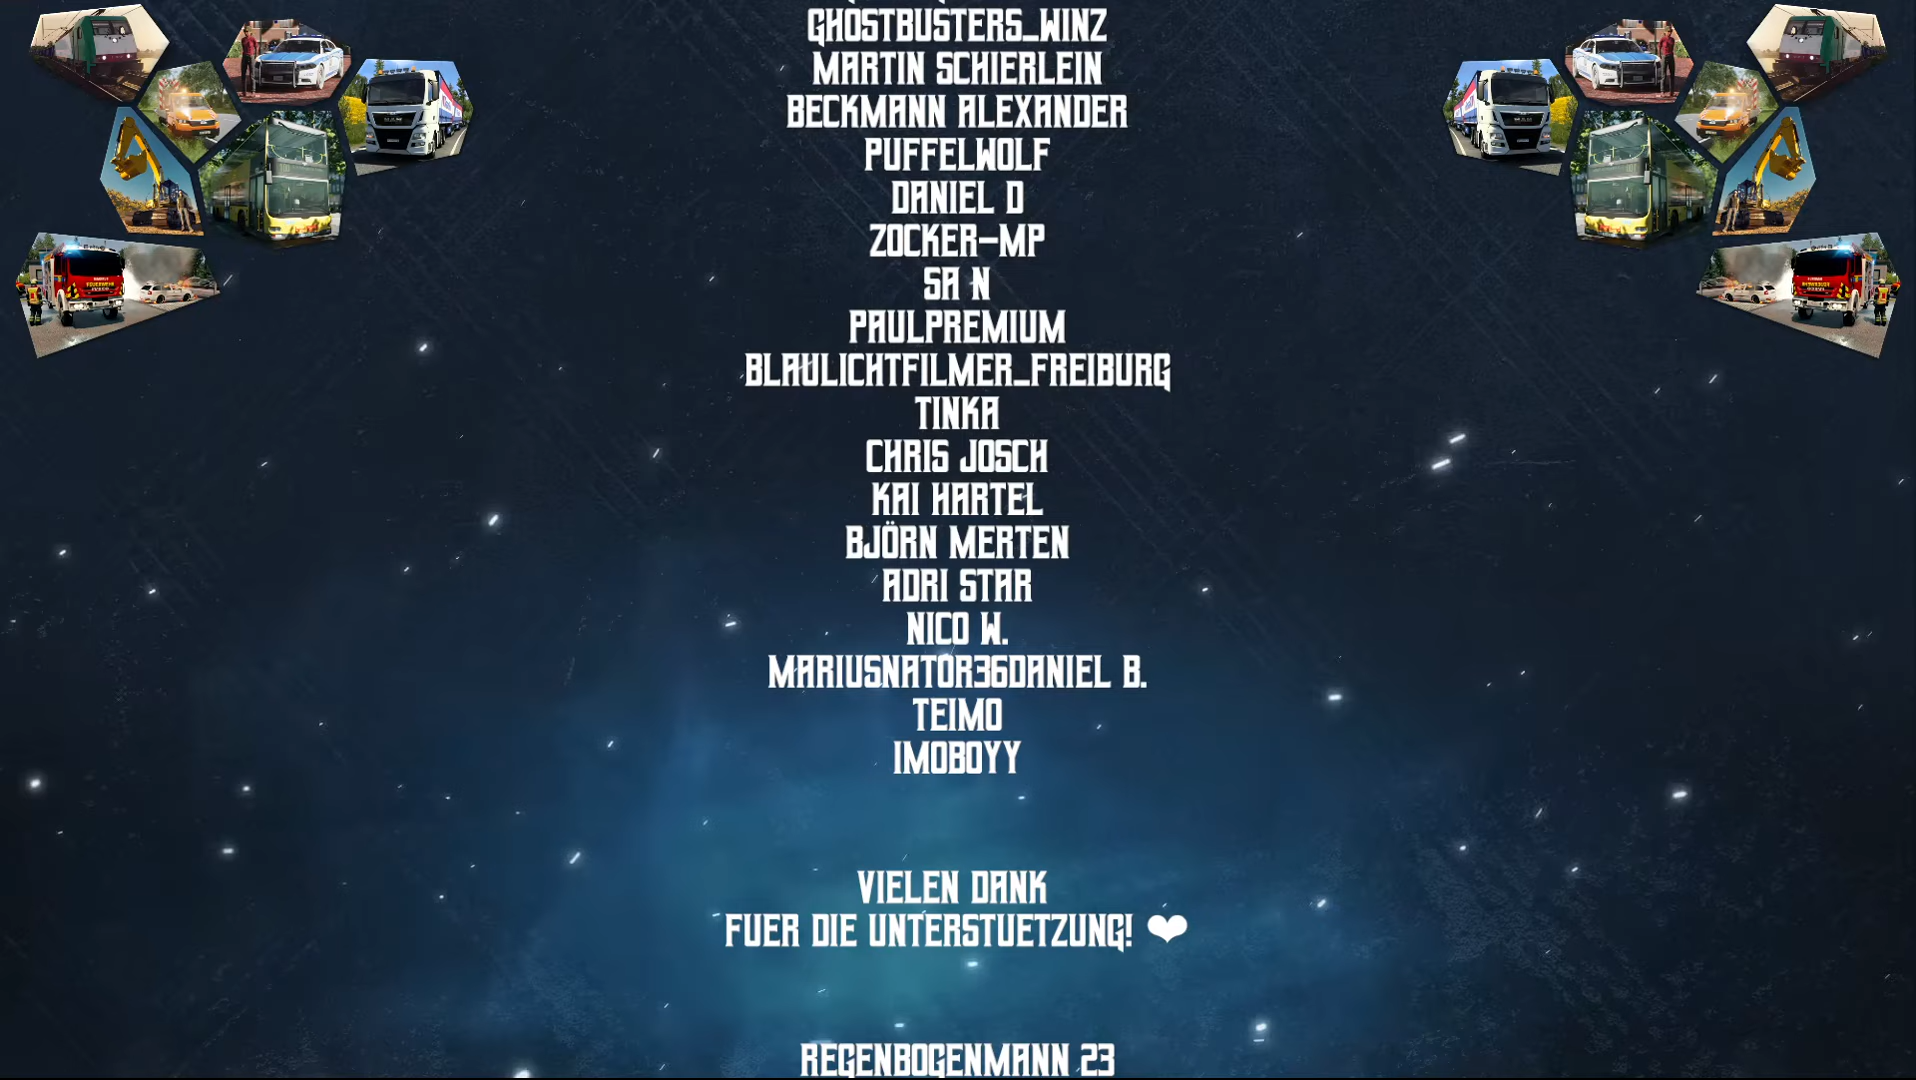 GHOSTBUSTERS_WINZ
MARTIN SCHIERLEIN
BECKMANN ALEXANDER
PUFFELWOLF
DANIEL D
ZOCKER-MP
SA N
PAULPREMIUM
BLAULICHTFILMER_FREIBURG
TINKA
CHRIS JOSCH
KAI HARTEL
BJÖRN MERTEN
ADRI STAR
NICO W.
MARIUSNATOR36DANIEL B.
TEIMO
IMOBOYY
VIELEN DANK
FUER DIE UNTERSTUETZUNG! ❤
REGENBOGENMANN 23